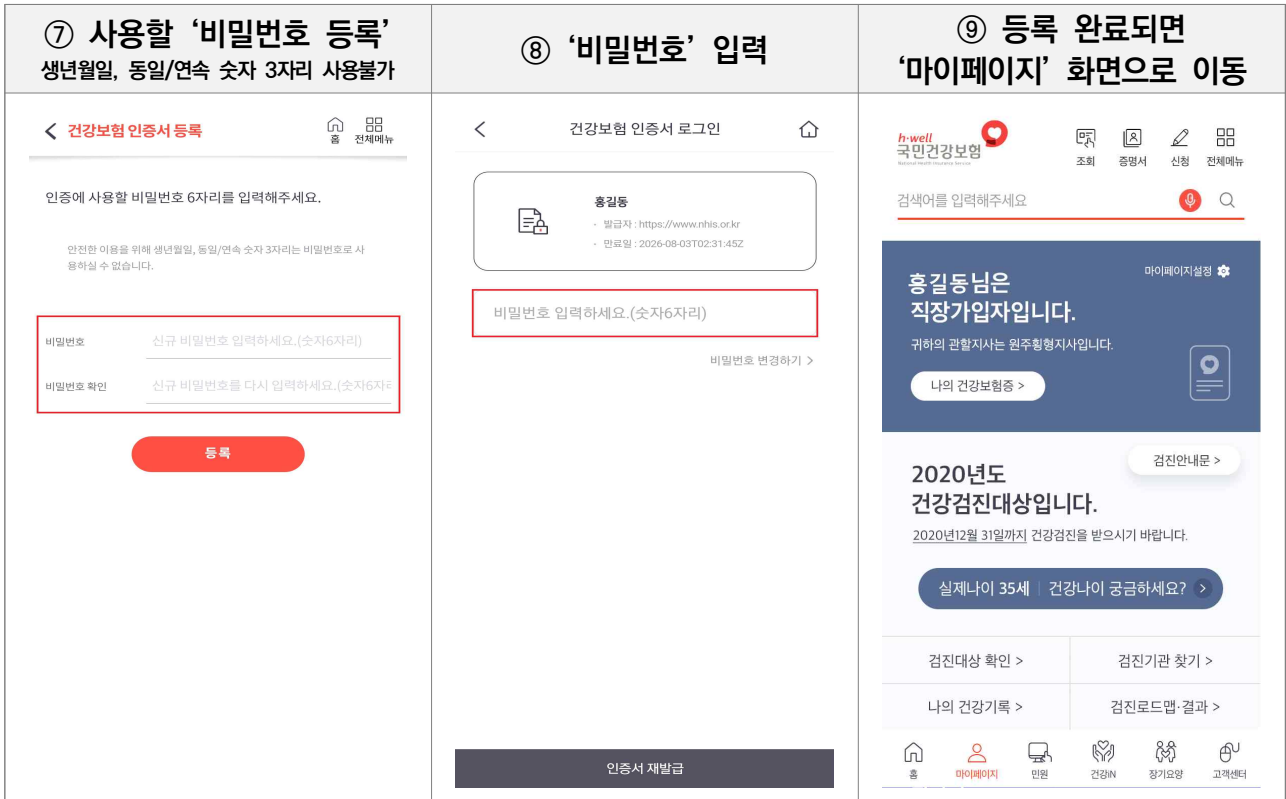 ⑦ 사용할 ‘비밀번호 등록’
생년월일, 동일/연속 숫자 3자리 사용불가
건강보험 인증서 등록
홈
전체메뉴
인증에 사용할 비밀번호 6자리를 입력해주세요.
안전한 이용을 위해 생년월일, 동일/연속 숫자 3자리는 비밀번호로 사
용하실 수 없습니다.
비밀번호
신규 비밀번호 입력하세요.(숫자6자리)
비밀번호 확인
신규 비밀번호를 다시 입력하세요.(숫자6자리
등록
⑧ ‘비밀번호’ 입력
건강보험 인증서 로그인
홍길동
· 발급자 : https://www.nhis.or.kr
· 만료일 : 2026-08-03T02:31:45Z
비밀번호 입력하세요.(숫자6자리)
비밀번호 변경하기 >
인증서 재발급
⑨ 등록 완료되면
‘마이페이지’ 화면으로 이동
h·well
국민건강보험
National Health Insurance Service
조회
증명서
신청
전체메뉴
검색어를 입력해주세요
마이페이지설정
홍길동님은
직장가입자입니다.
귀하의 관할지사는 원주횡형지사입니다.
나의 건강보험증 >
검진안내문 >
2020년도
건강검진대상입니다.
2020년12월 31일까지 건강검진을 받으시기 바랍니다.
실제나이 35세 | 건강나이 궁금하세요? >
검진대상 확인 >
검진기관 찾기 >
나의 건강기록 >
검진로드맵·결과 >
홈
마이페이지
민원
건강iN
장기요양
고객센터